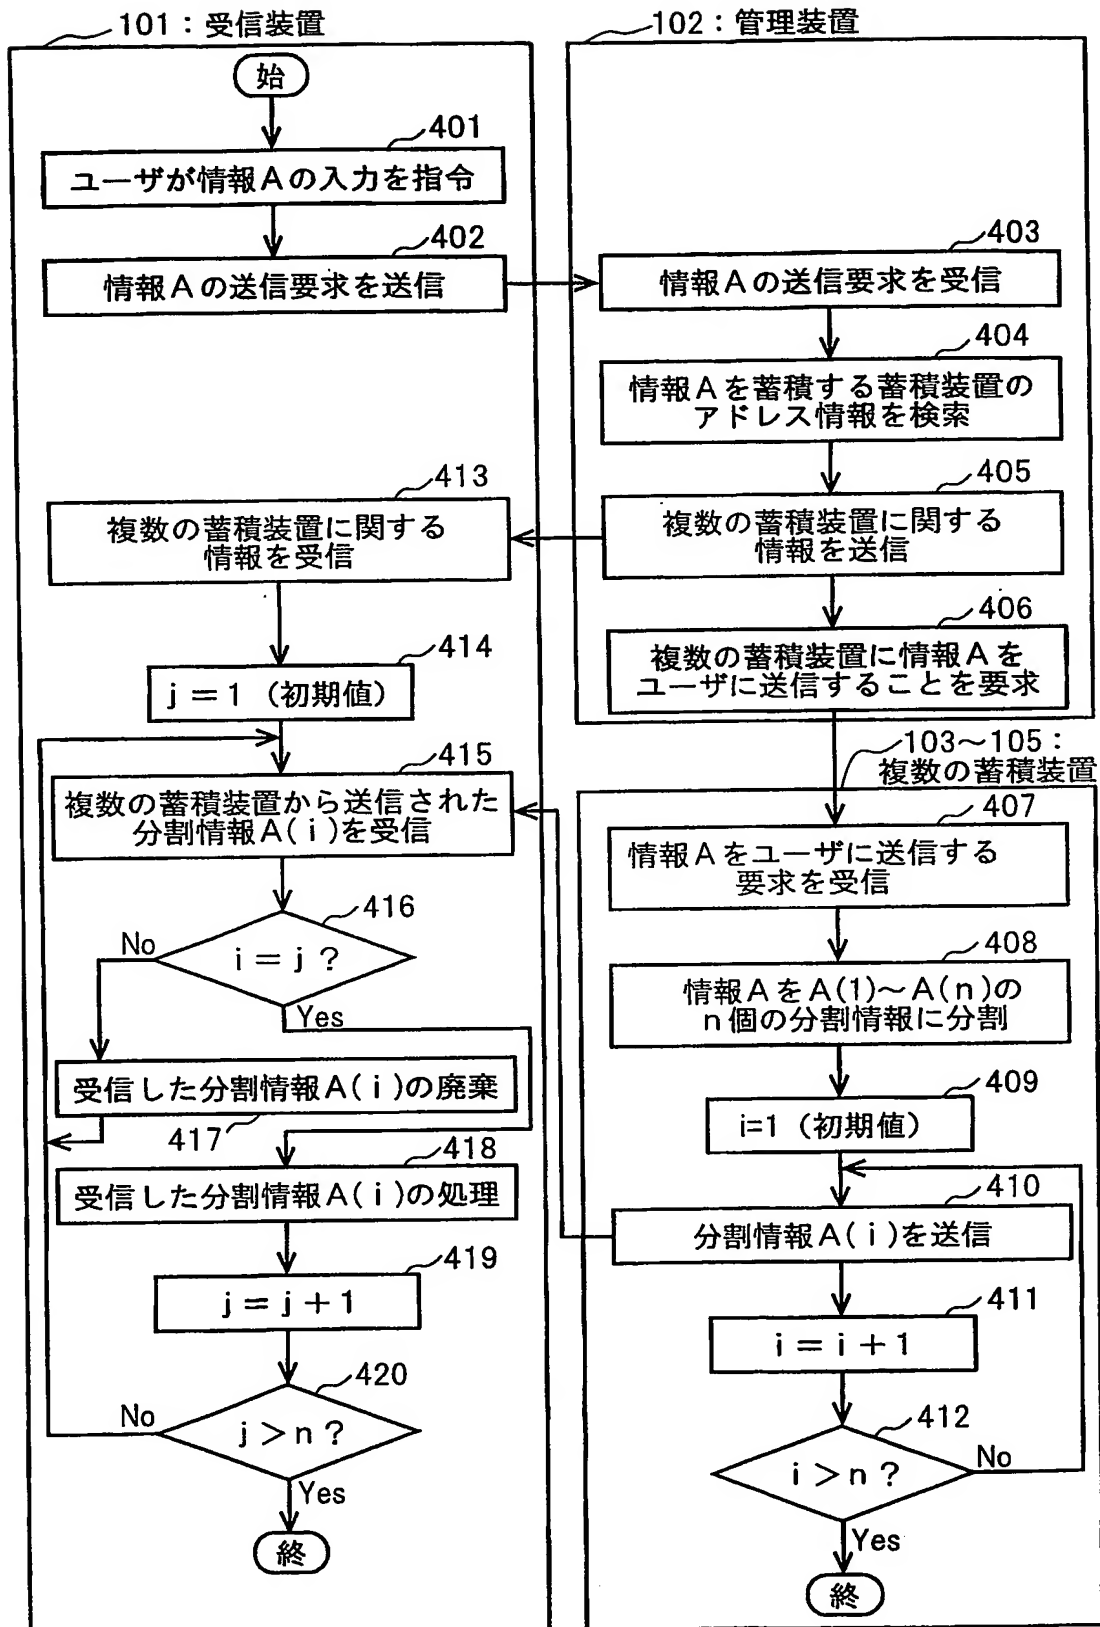 101：受信装置
始
401
ユーザが情報Aの入力を指令
402
情報Aの送信要求を送信
413
複数の蓄積装置に関する
情報を受信
414
j＝1（初期値）
415
複数の蓄積装置から送信された
分割情報A(i)を受信
416
i＝j？
No
Yes
受信した分割情報A(i)の廃棄
417
418
受信した分割情報A(i)の処理
419
j＝j＋1
420
j＞n？
No
Yes
終
102：管理装置
403
情報Aの送信要求を受信
404
情報Aを蓄積する蓄積装置の
アドレス情報を検索
405
複数の蓄積装置に関する
情報を送信
406
複数の蓄積装置に情報Aを
ユーザに送信することを要求
103〜105：
複数の蓄積装置
407
情報Aをユーザに送信する
要求を受信
408
情報AをA(1)〜A(n)の
n個の分割情報に分割
409
i=1（初期値）
410
分割情報A(i)を送信
411
i＝i＋1
412
i＞n？
No
Yes
終